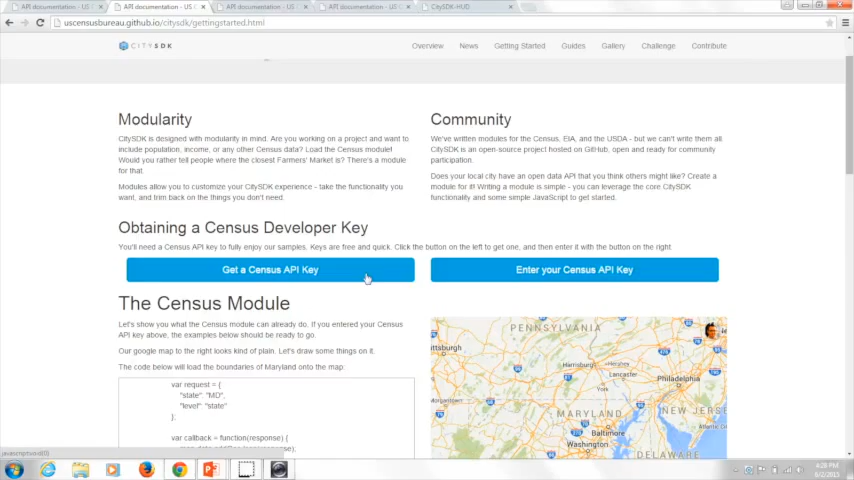 API documentation - US C
API documentation - US C
API documentation - US C
API documentation - US C
CitySDK-HUD
uscensusbureau.github.io/citysdk/gettingstarted.html
CITYSDK
Overview
News
Getting Started
Guides
Gallery
Challenge
Contribute
Modularity
CitySDK is designed with modularity in mind. Are you working on a project and want to
include population, income, or any other Census data? Load the Census module!
Would you rather tell people where the closest Farmers' Market is? There's a module
for that.
Modules allow you to customize your CitySDK experience - take the functionality you
want, and trim back on the things you don't need.
Community
We've written modules for the Census, EIA, and the USDA - but we can't write them all
CitySDK is an open-source project hosted on GitHub, open and ready for community
participation.
Does your local city have an open data API that you think others might like? Create a
module for it! Writing a module is simple - you can leverage the core CitySDK
functionality and some simple JavaScript to get started.
Obtaining a Census Developer Key
You'll need a Census API key to fully enjoy our samples. Keys are free and quick. Click the button on the left to get one, and then enter it with the button on the right
Get a Census API Key
Enter your Census API Key
The Census Module
Let's show you what the Census module can already do. If you entered your Census
API key above, the examples below should be ready to go.
Our google map to the right looks kind of plain. Let's draw some things on it.
The code below will load the boundaries of Maryland onto the map:
var request = {
"state": "MD",
"level": "state"
};
var callback = function(response) {
PENNSYLVANIA
ittsburgh
Harrisburg
Lancaster
York
Philadelphia
Morgantown
MARYLAND
NEW JERSE
Baltimore
Washington
DELAWARE
Atlantic City
javascript:void(0)
4:28 PM
6/2/2015